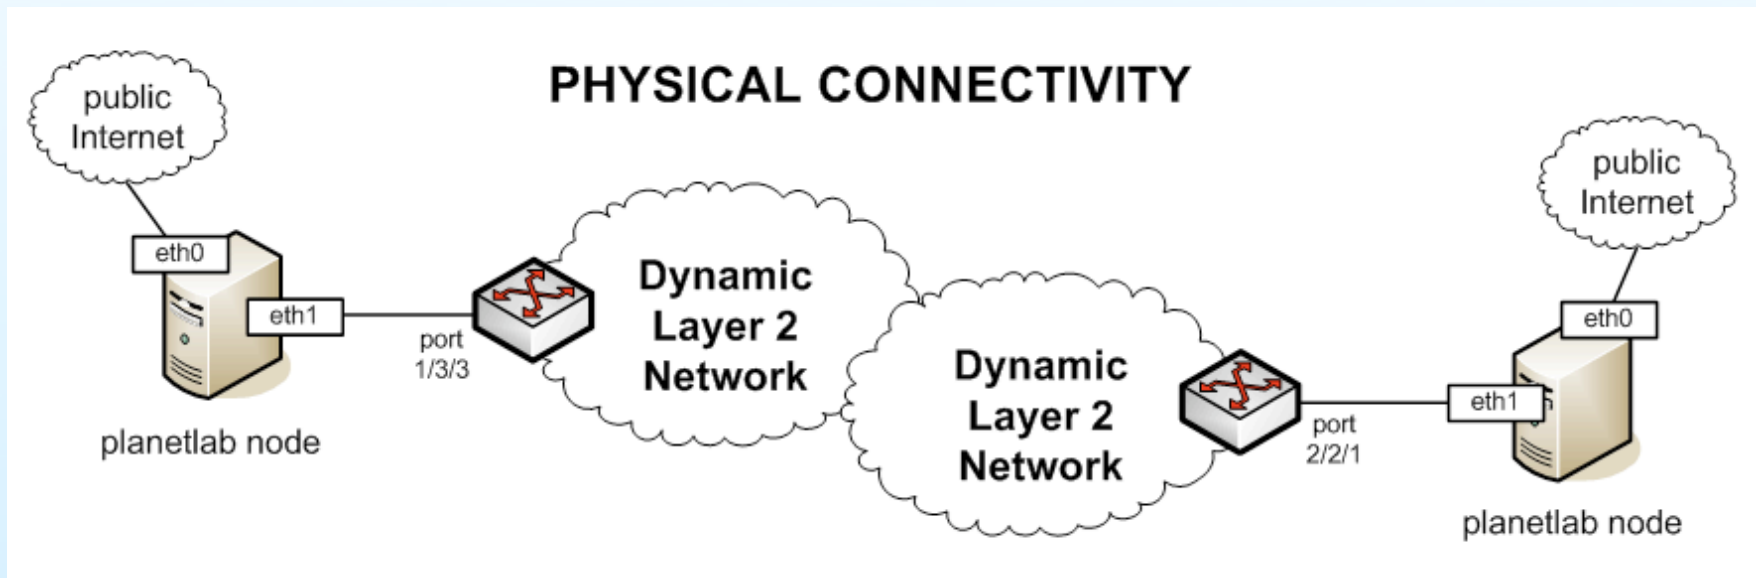 PHYSICAL CONNECTIVITY
public
Internet
eth0
eth1
port
1/3/3
planetlab node
Dynamic
Layer 2
Network
Dynamic
Layer 2
Network
public
Internet
eth0
eth1
port
2/2/1
planetlab node